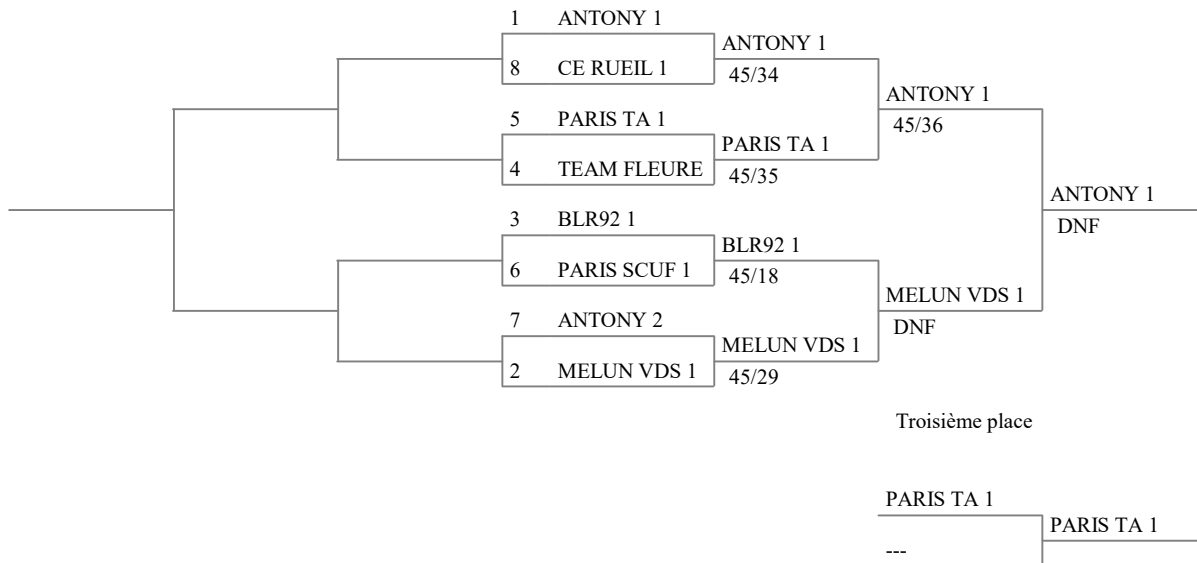 1 ANTONY 1
ANTONY 1
8 CE RUEIL 1
45/34
ANTONY 1
5 PARIS TA 1
45/36
PARIS TA 1
4 TEAM FLEURE
45/35
ANTONY 1
3 BLR92 1
DNF
BLR92 1
6 PARIS SCUF 1
45/18
MELUN VDS 1
7 ANTONY 2
DNF
MELUN VDS 1
2 MELUN VDS 1
45/29
Troisième place
PARIS TA 1
PARIS TA 1
---